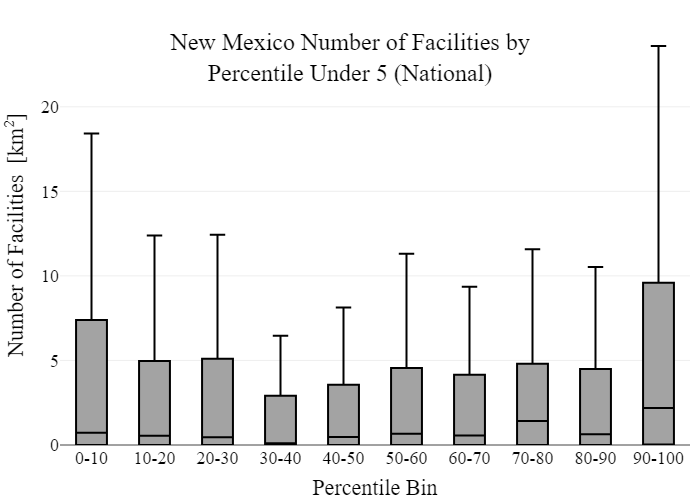 New Mexico Number of Facilities by
Percentile Under 5 (National)
Number of Facilities [km²]
20
15
10
5
0
0-10 10-20 20-30 30-40 40-50 50-60 60-70 70-80 80-90 90-100
Percentile Bin